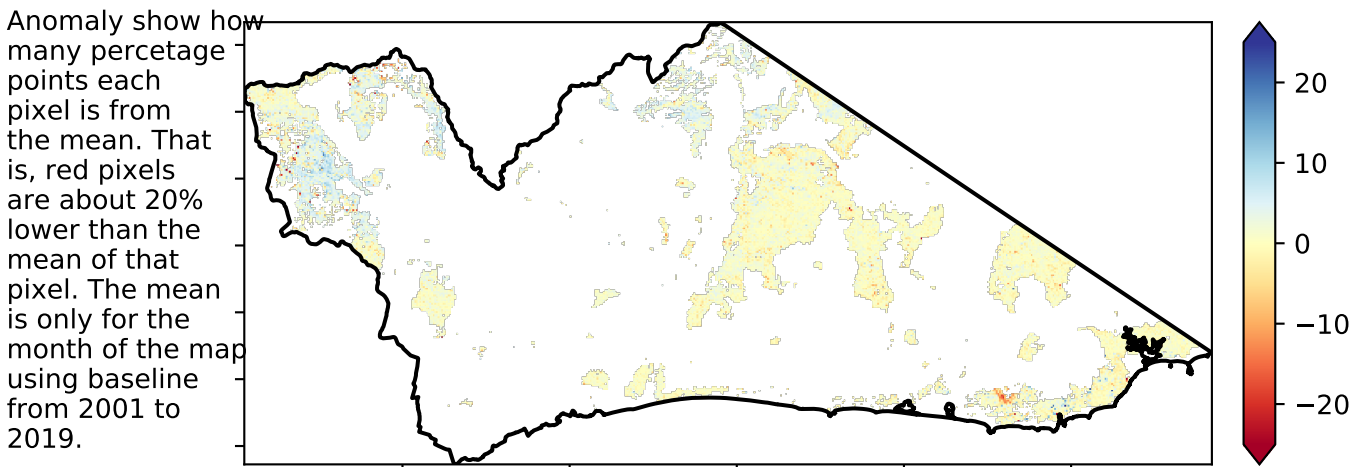 Anomaly show how
many percetage
points each
pixel is from
the mean. That
is, red pixels
are about 20%
lower than the
mean of that
pixel. The mean
is only for the
month of the map
using baseline
from 2001 to
2019.
20
10
0
−10
−20